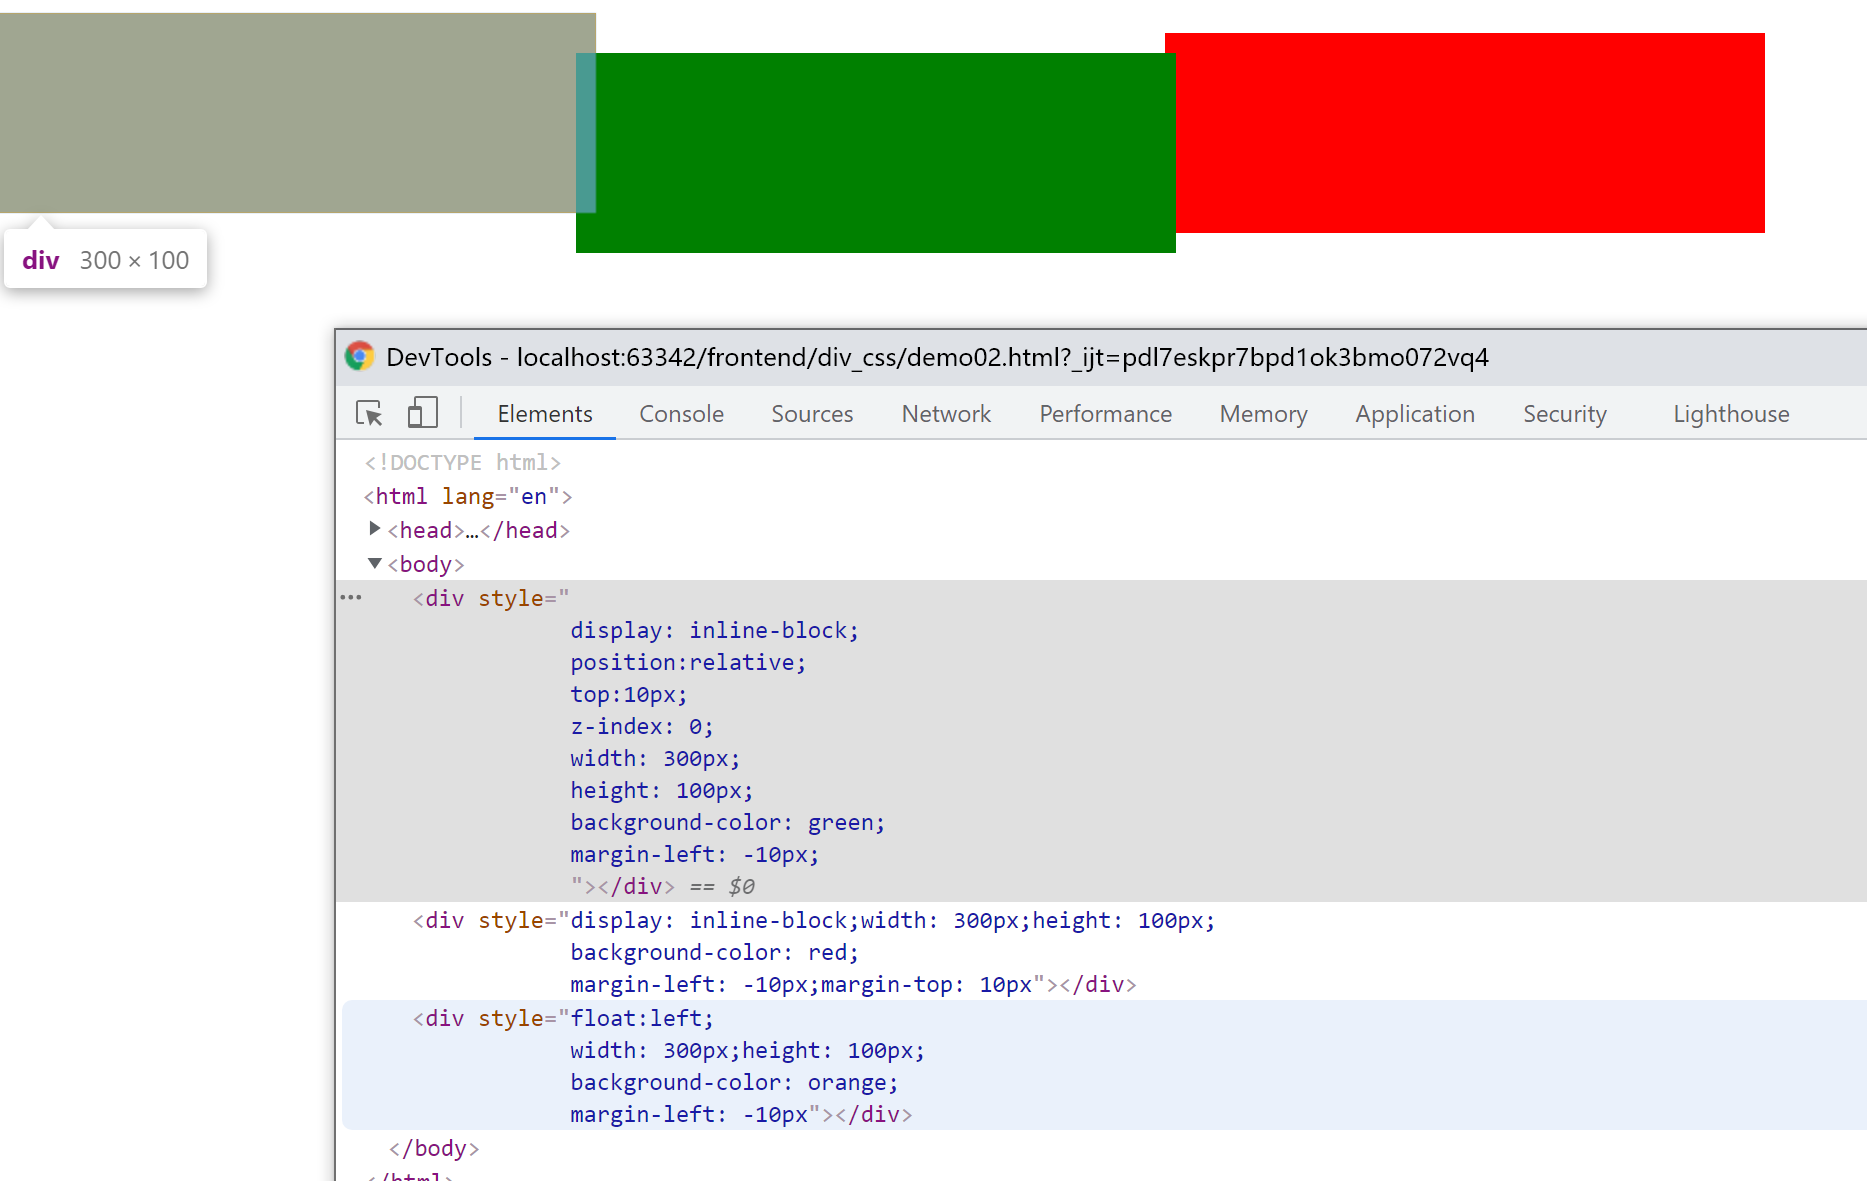 div 300 × 100
DevTools - localhost:63342/frontend/div_css/demo02.html?_ijt=pdl7eskpr7bpd1ok3bmo072vq4
Elements Console Sources Network Performance Memory Application Security Lighthouse
<!DOCTYPE html>
<html lang="en">
<head>…</head>
<body>
<div style="
display: inline-block;
position:relative;
top:10px;
z-index: 0;
width: 300px;
height: 100px;
background-color: green;
margin-left: -10px;
"></div> == $0
<div style="display: inline-block;width: 300px;height: 100px;
background-color: red;
margin-left: -10px;margin-top: 10px"></div>
<div style="float:left;
width: 300px;height: 100px;
background-color: orange;
margin-left: -10px"></div>
</body>
</html>